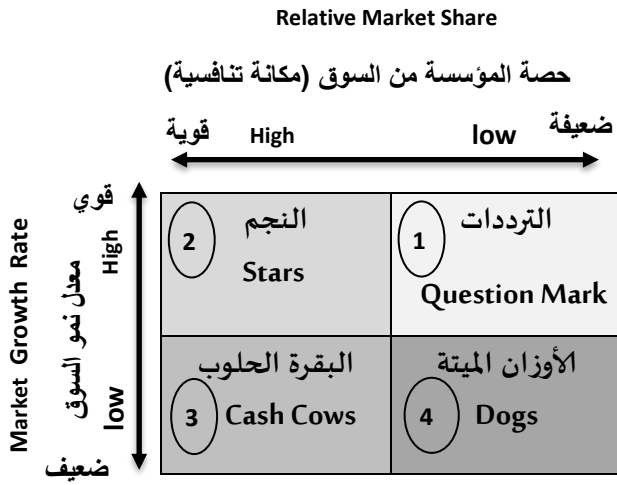 Relative Market Share
حصة المؤسسة من السوق (مكانة تنافسية)
قوية High low ضعيفة
Market Growth Rate
معدل نمو السوق
قوي
High
low
ضعيف
2
النجم
Stars
1
الترددات
Question Mark
3
البقرة الحلوب
Cash Cows
4
الأوزان الميتة
Dogs